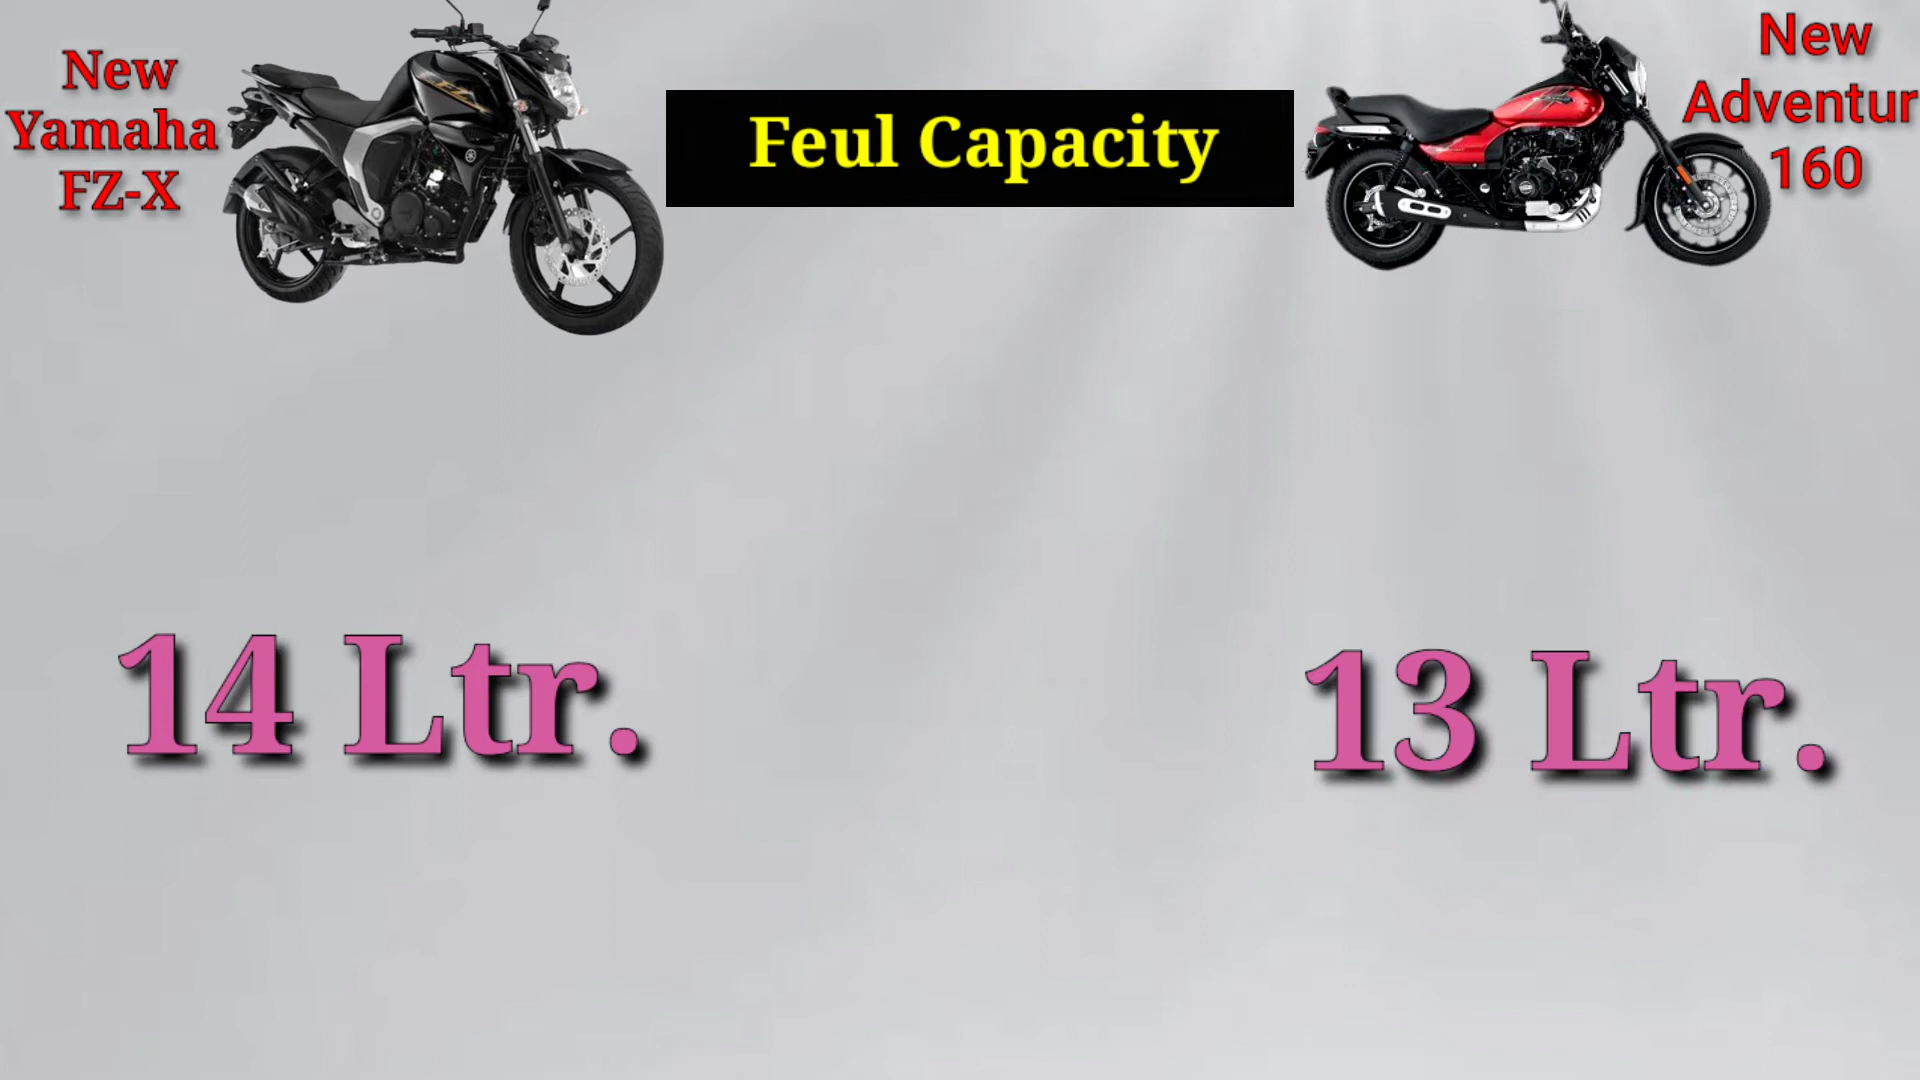 New
Yamaha
FZ-X
Feul Capacity
New
Adventur
160
14 Ltr.
13 Ltr.